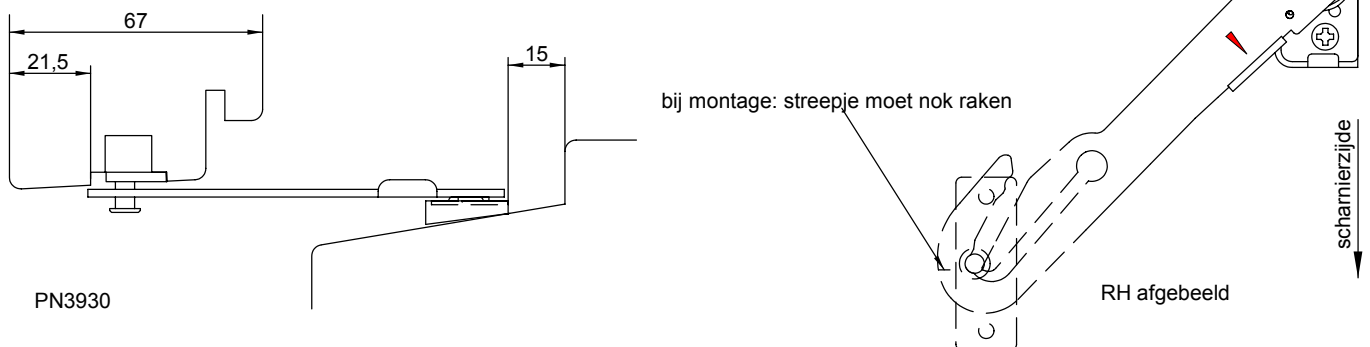 67
21,5
15
bij montage: streepje moet nok raken
scharnierzijde
PN3930
RH afgebeeld